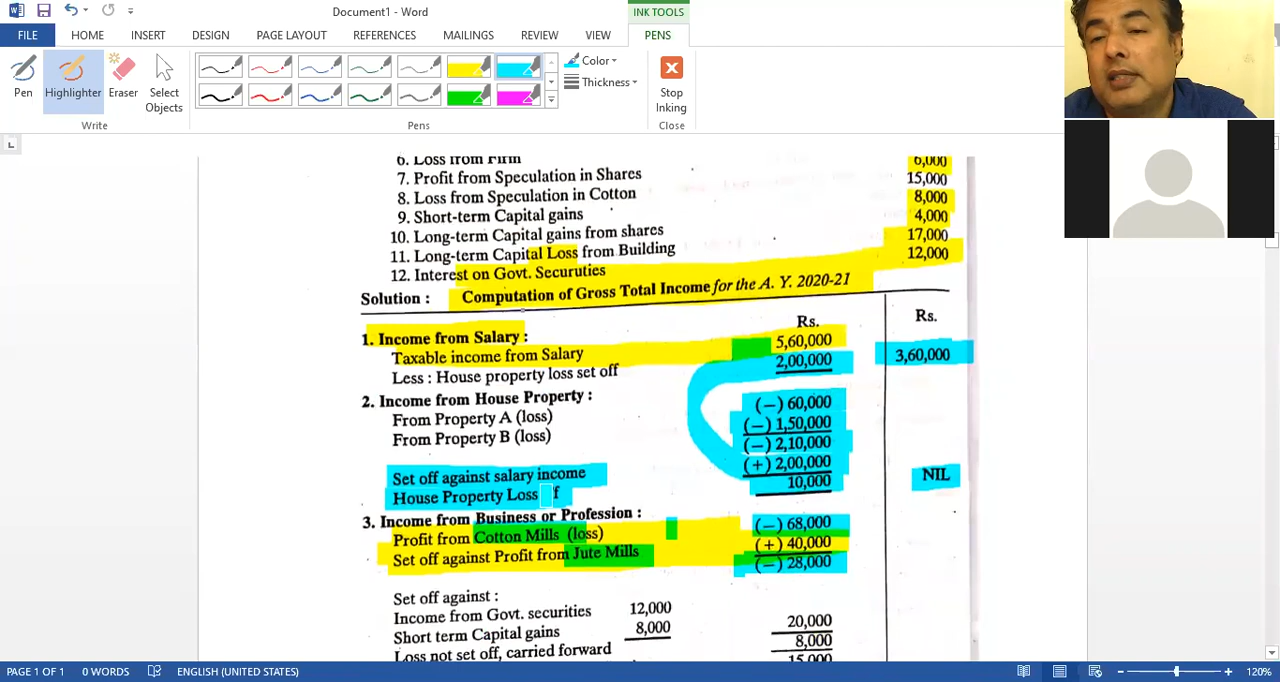 Document1 - Word
INK TOOLS
FILE HOME INSERT DESIGN PAGE LAYOUT REFERENCES MAILINGS REVIEW VIEW PENS
Pen Highlighter Eraser Select Objects
Color
Thickness
Stop Inking
Write Pens Close
6. Loss from Firm 6,000
7. Profit from Speculation in Shares 15,000
8. Loss from Speculation in Cotton 8,000
9. Short-term Capital gains 4,000
10. Long-term Capital gains from shares 17,000
11. Long-term Capital Loss from Building 12,000
12. Interest on Govt. Securuties
Solution : Computation of Gross Total Income for the A. Y. 2020-21
Rs. Rs.
1. Income from Salary :
Taxable income from Salary 5,60,000
Less : House property loss set off 2,00,000 3,60,000
2. Income from House Property :
From Property A (loss) (—) 60,000
From Property B (loss) (—) 1,50,000
(—) 2,10,000
Set off against salary income (+) 2,00,000
House Property Loss f 10,000 NIL
3. Income from Business or Profession :
Profit from Cotton Mills (loss) (—) 68,000
Set off against Profit from Jute Mills (+) 40,000
(—) 28,000
Set off against :
Income from Govt. securities 12,000
Short term Capital gains 8,000 20,000
Loss not set off, carried forward 8,000
15,000
PAGE 1 OF 1 0 WORDS ENGLISH (UNITED STATES) 120%